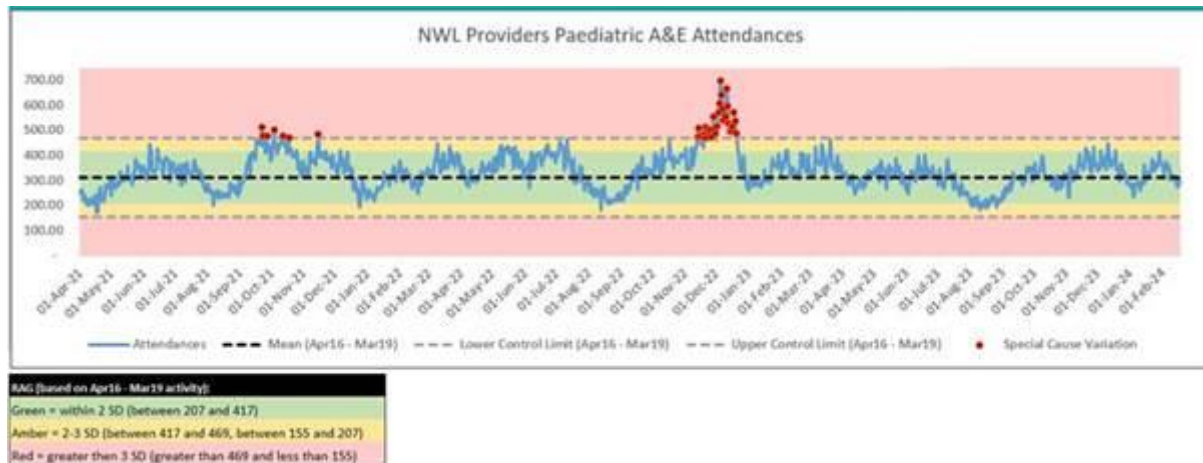 NWL Providers Paediatric A&E Attendances
700.00
600.00
500.00
400.00
300.00
200.00
100.00
-
01-Apr-21
01-May-21
01-Jun-21
01-Jul-21
01-Aug-21
01-Sep-21
01-Oct-21
01-Nov-21
01-Dec-21
01-Jan-22
01-Feb-22
01-Mar-22
01-Apr-22
01-May-22
01-Jun-22
01-Jul-22
01-Aug-22
01-Sep-22
01-Oct-22
01-Nov-22
01-Dec-22
01-Jan-23
01-Feb-23
01-Mar-23
01-Apr-23
01-May-23
01-Jun-23
01-Jul-23
01-Aug-23
01-Sep-23
01-Oct-23
01-Nov-23
01-Dec-23
01-Jan-24
01-Feb-24
Attendances Mean (Apr16 - Mar19) Lower Control Limit (Apr16 - Mar19) Upper Control Limit (Apr16 - Mar19) Special Cause Variation
RAG (based on Apr16 - Mar19 activity):
Green = within 2 SD (between 207 and 417)
Amber = 2-3 SD (between 417 and 469, between 155 and 207)
Red = greater then 3 SD (greater than 469 and less than 155)